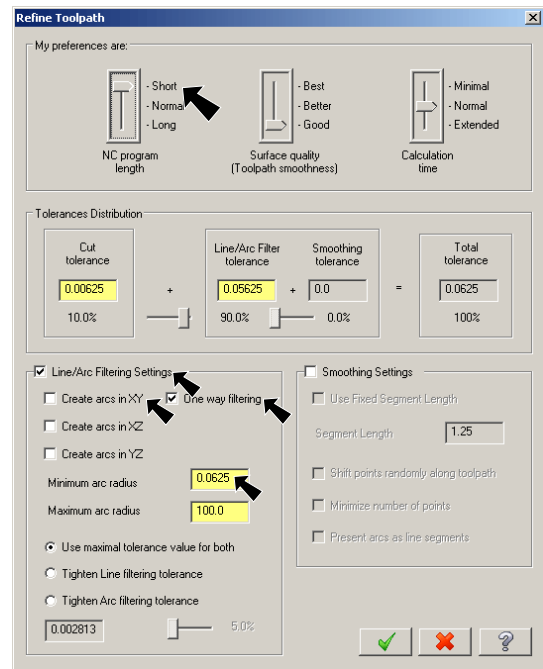 Refine Toolpath
My preferences are:
- Short
- Normal
- Long
NC program
length
- Best
- Better
- Good
Surface quality
(Toolpath smoothness)
- Minimal
- Normal
- Extended
Calculation
time
Tolerances Distribution
Cut
tolerance
0.00625
10.0%
+
Line/Arc Filter
tolerance
0.05625
90.0%
+
Smoothing
tolerance
0.0
0.0%
=
Total
tolerance
0.0625
100%
Line/Arc Filtering Settings
Create arcs in XY
One way filtering
Create arcs in XZ
Create arcs in YZ
Minimum arc radius
0.0625
Maximum arc radius
100.0
Use maximal tolerance value for both
Tighten Line filtering tolerance
Tighten Arc filtering tolerance
0.002813
5.0%
Smoothing Settings
Use Fixed Segment Length
Segment Length
1.25
Shift points randomly along toolpath
Minimize number of points
Present arcs as line segments
?